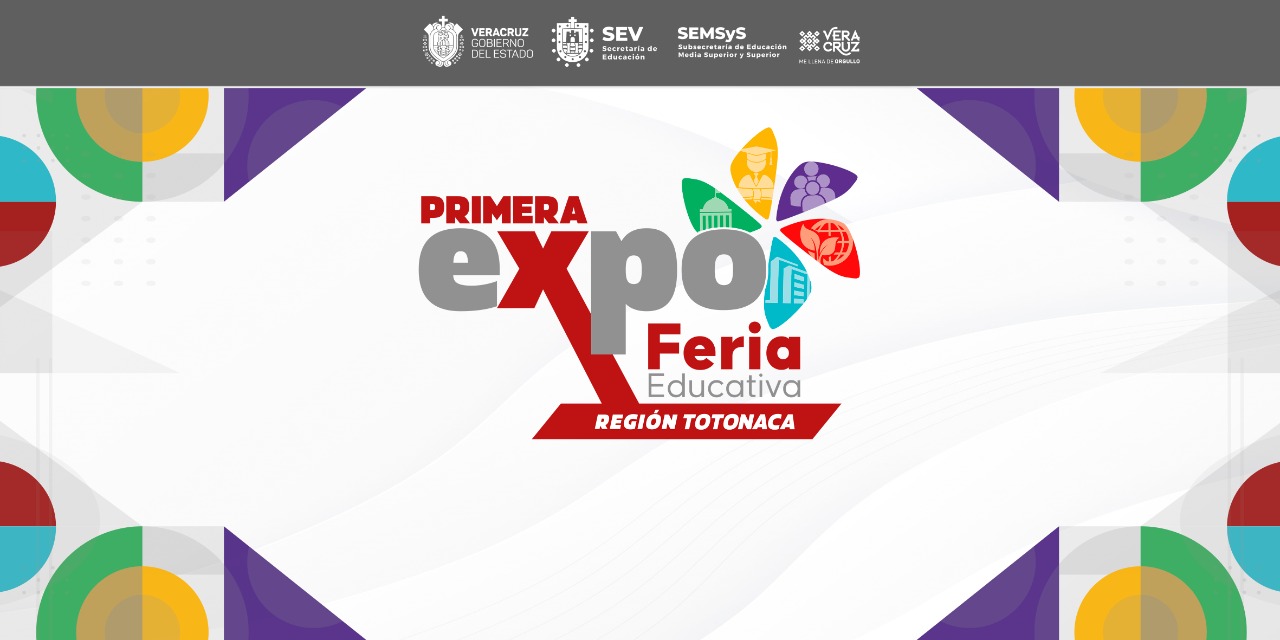 VERACRUZ
GOBIERNO
DEL ESTADO
SEV
Secretaría de
Educación
SEMSyS
Subsecretaría de Educación
Media Superior y Superior
VERA
CRUZ
ME LLENA DE ORGULLO
PRIMERA
expo
Feria
Educativa
REGIÓN TOTONACA